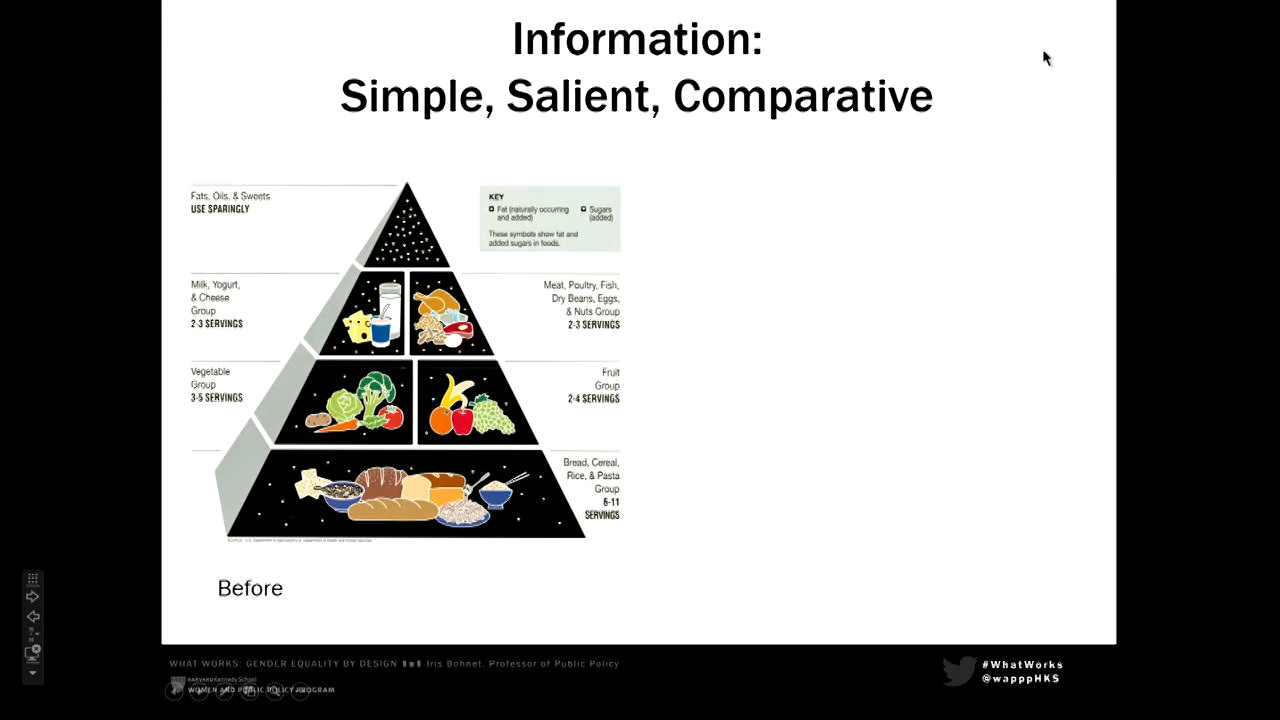 Information:
Simple, Salient, Comparative
Fats, Oils, & Sweets
USE SPARINGLY
KEY
Fat (naturally occurring
and added)
Sugars
(added)
These symbols show fat and
added sugars in foods.
Milk, Yogurt,
& Cheese
Group
2-3 SERVINGS
Meat, Poultry, Fish,
Dry Beans, Eggs,
& Nuts Group
2-3 SERVINGS
Vegetable
Group
3-5 SERVINGS
Fruit
Group
2-4 SERVINGS
Bread, Cereal,
Rice, & Pasta
Group
6-11
SERVINGS
Before
WHAT WORKS: GENDER EQUALITY BY DESIGN Iris Bohnet, Professor of Public Policy
HARVARD Kennedy School
WOMEN AND PUBLIC POLICY PROGRAM
#WhatWorks
@wapppHKS